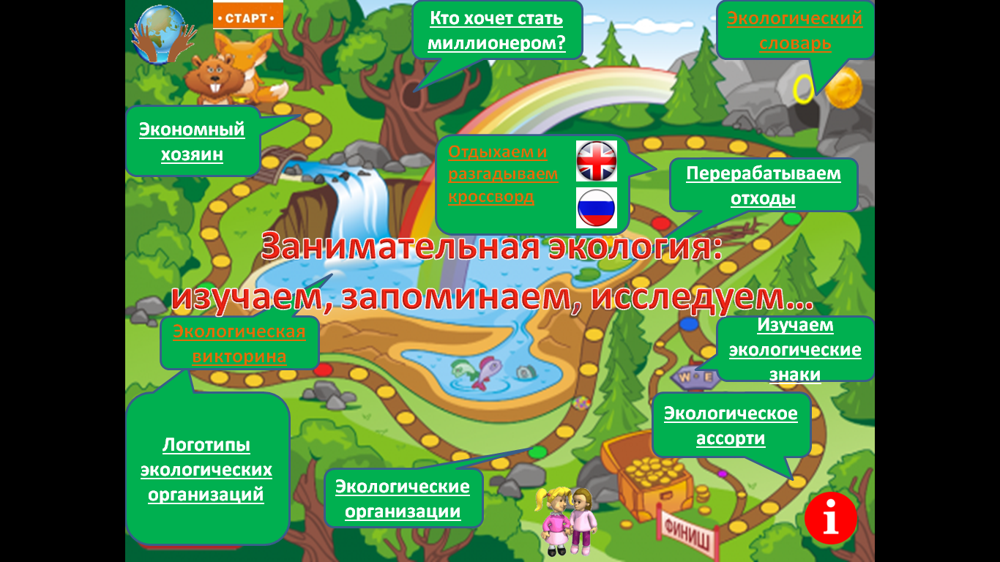 СТАРТ
Кто хочет стать
миллионером?
Экологический
словарь
Экономный
хозяин
Отдыхаем и
разгадываем
кроссворд
Перерабатываем
отходы
Занимательная экология:
изучаем, запоминаем, исследуем...
Экологическая
викторина
Изучаем
экологические
знаки
W E
Экологическое
ассорти
Логотипы
экологических
организаций
Экологические
организации
ФИНИШ
i